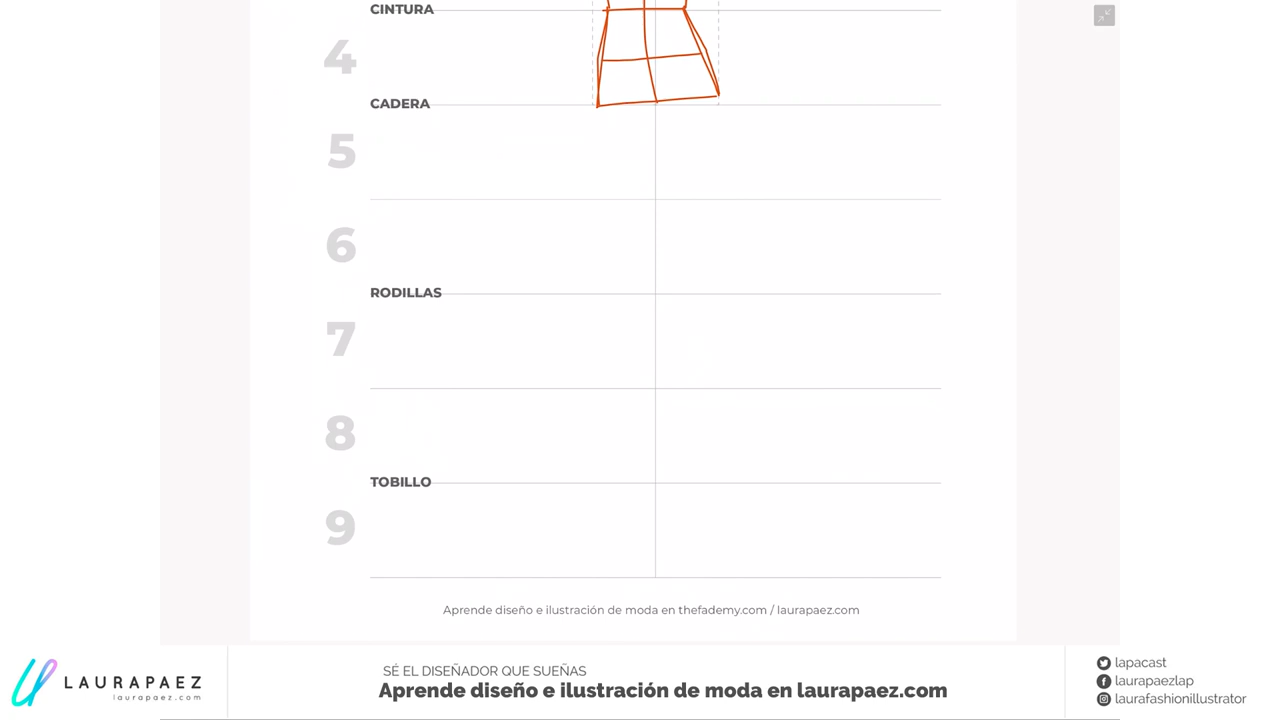 CINTURA
4
CADERA
5
6
RODILLAS
7
8
TOBILLO
9
Aprende diseño e ilustración de moda en thefademy.com / laurapaez.com
LAURAPAEZ
laurapaez.com
SÉ EL DISEÑADOR QUE SUEÑAS
Aprende diseño e ilustración de moda en laurapaez.com
lapacast
laurapaezlap
laurafashionillustrator